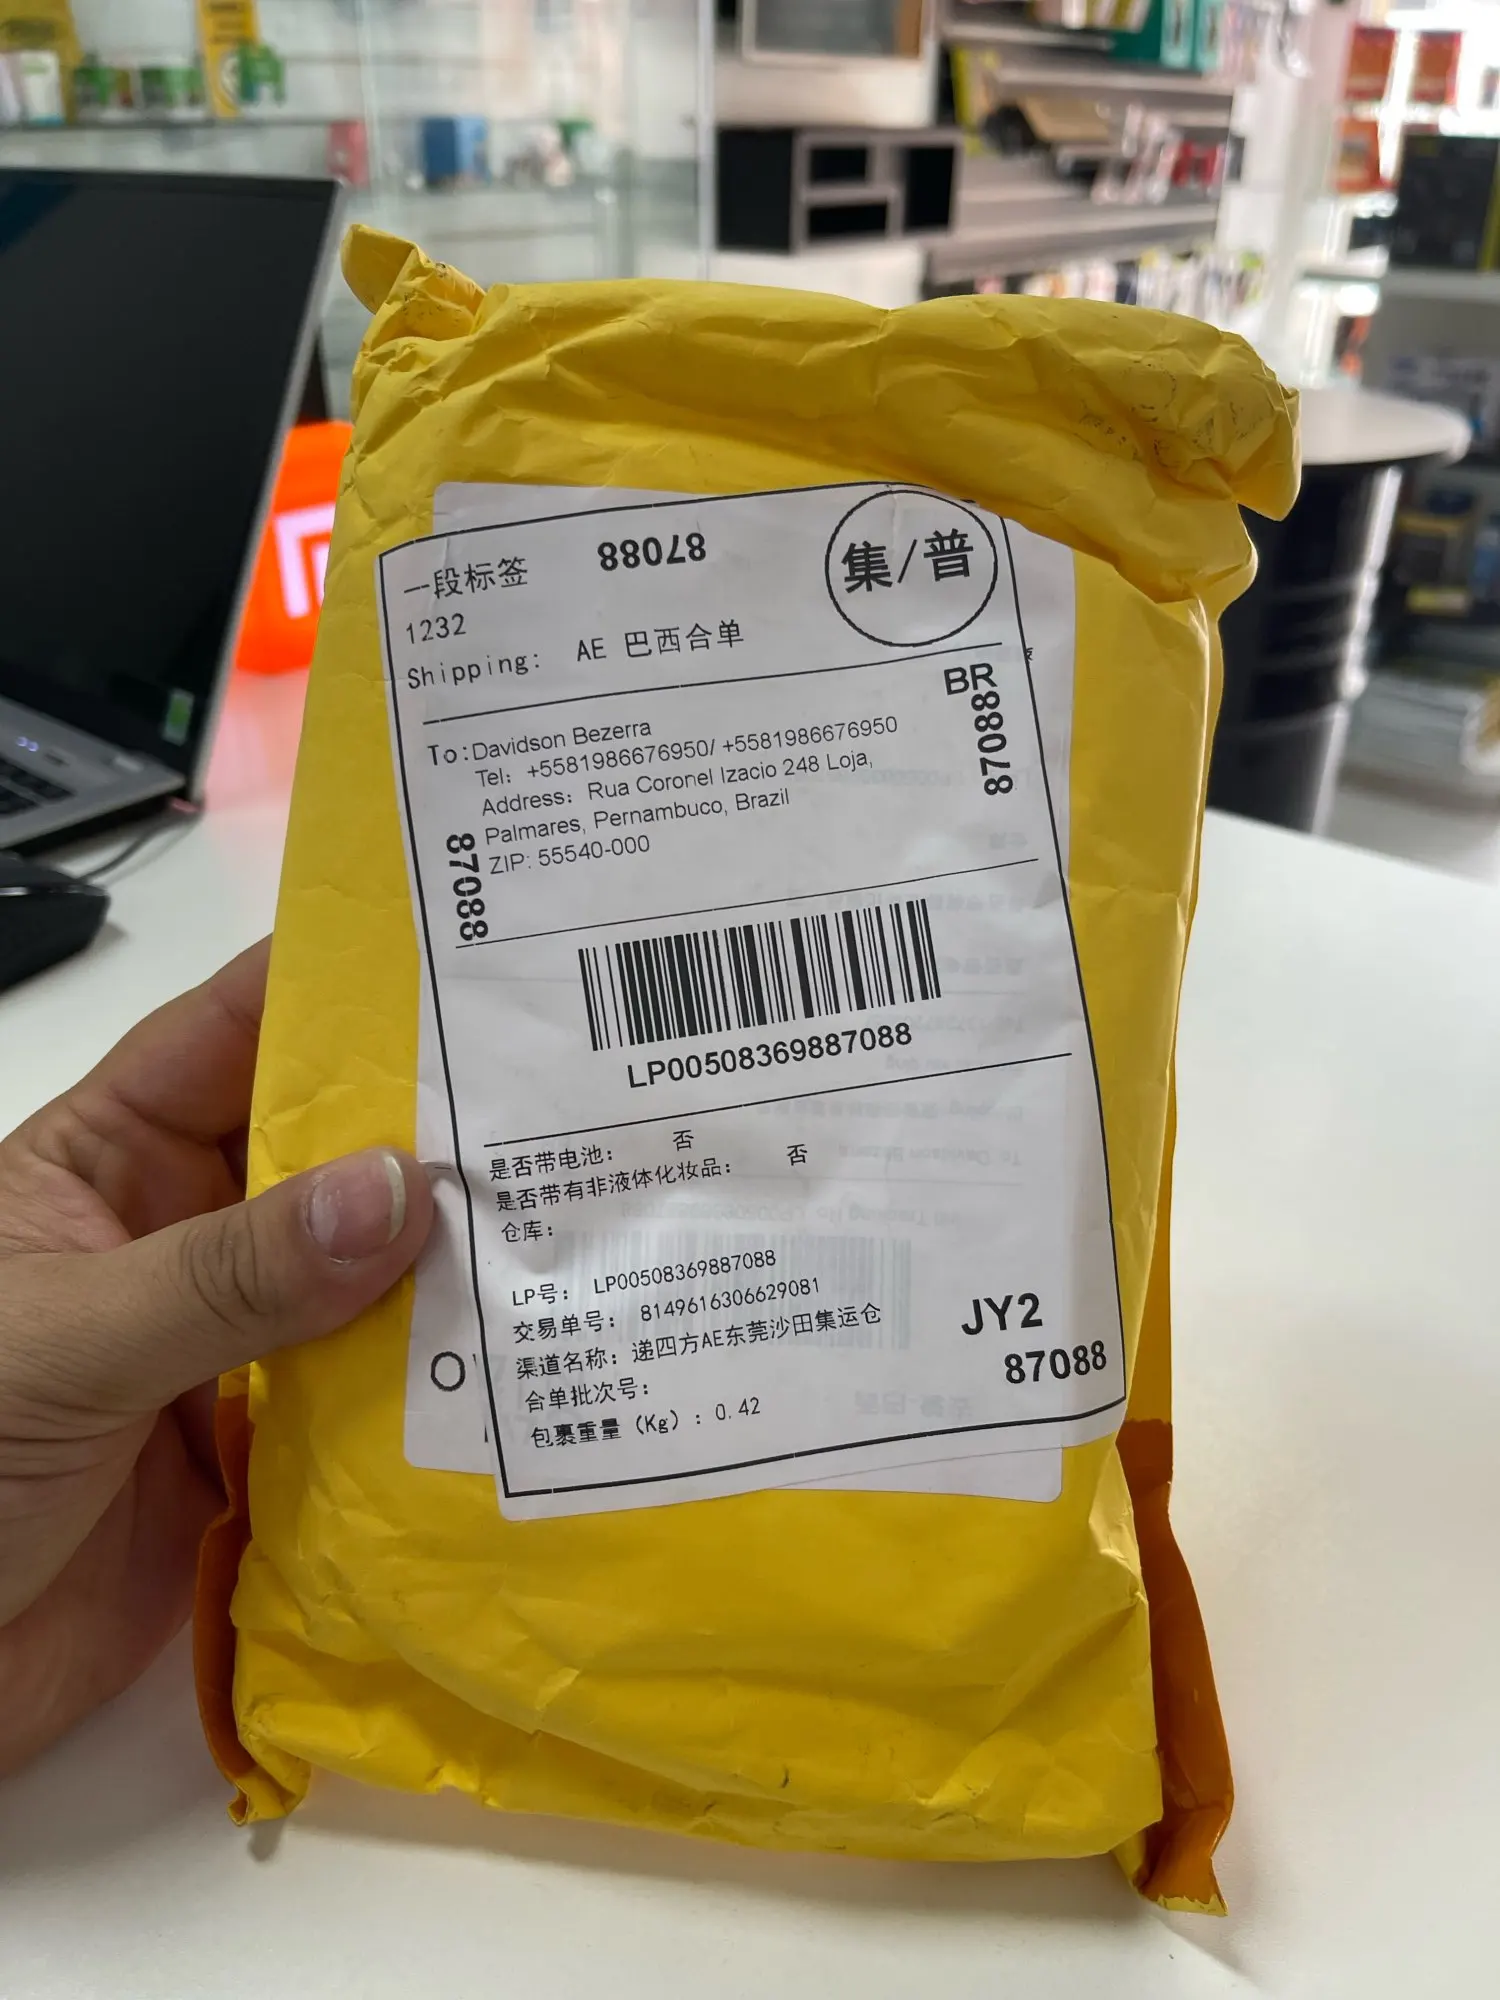 一段标签
87088
集/普
1232
Shipping: AE 巴西合单
BR
87088
To:Davidson Bezerra
Tel: +5581986676950/ +5581986676950
Address: Rua Coronel Izacio 248 Loja,
Palmares, Pernambuco, Brazil
ZIP: 55540-000
87088
LP00508369887088
是否带电池: 否
是否带有非液体化妆品: 否
仓库:
LP号: LP00508369887088
交易单号: 8149616306629081
渠道名称: 递四方AE东莞沙田集运仓
合单批次号:
包裹重量 (Kg) : 0.42
JY2
87088